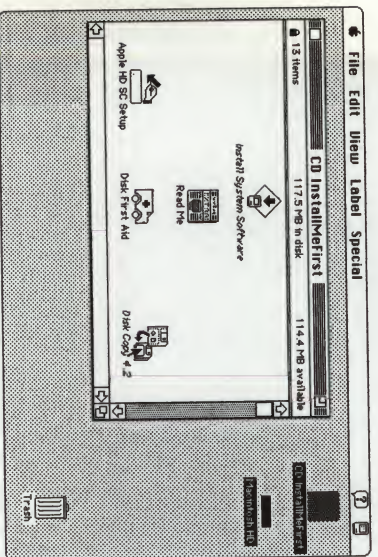 File Edit View Label Special
CD InstallMeFirst
13 items 117.5 MB in disk 114.4 MB available
Install System Software
Read Me
Apple HD SC Setup
Disk First Aid
Disk Copy 4.2
CD InstallMeFirst
Macintosh HD
Trash